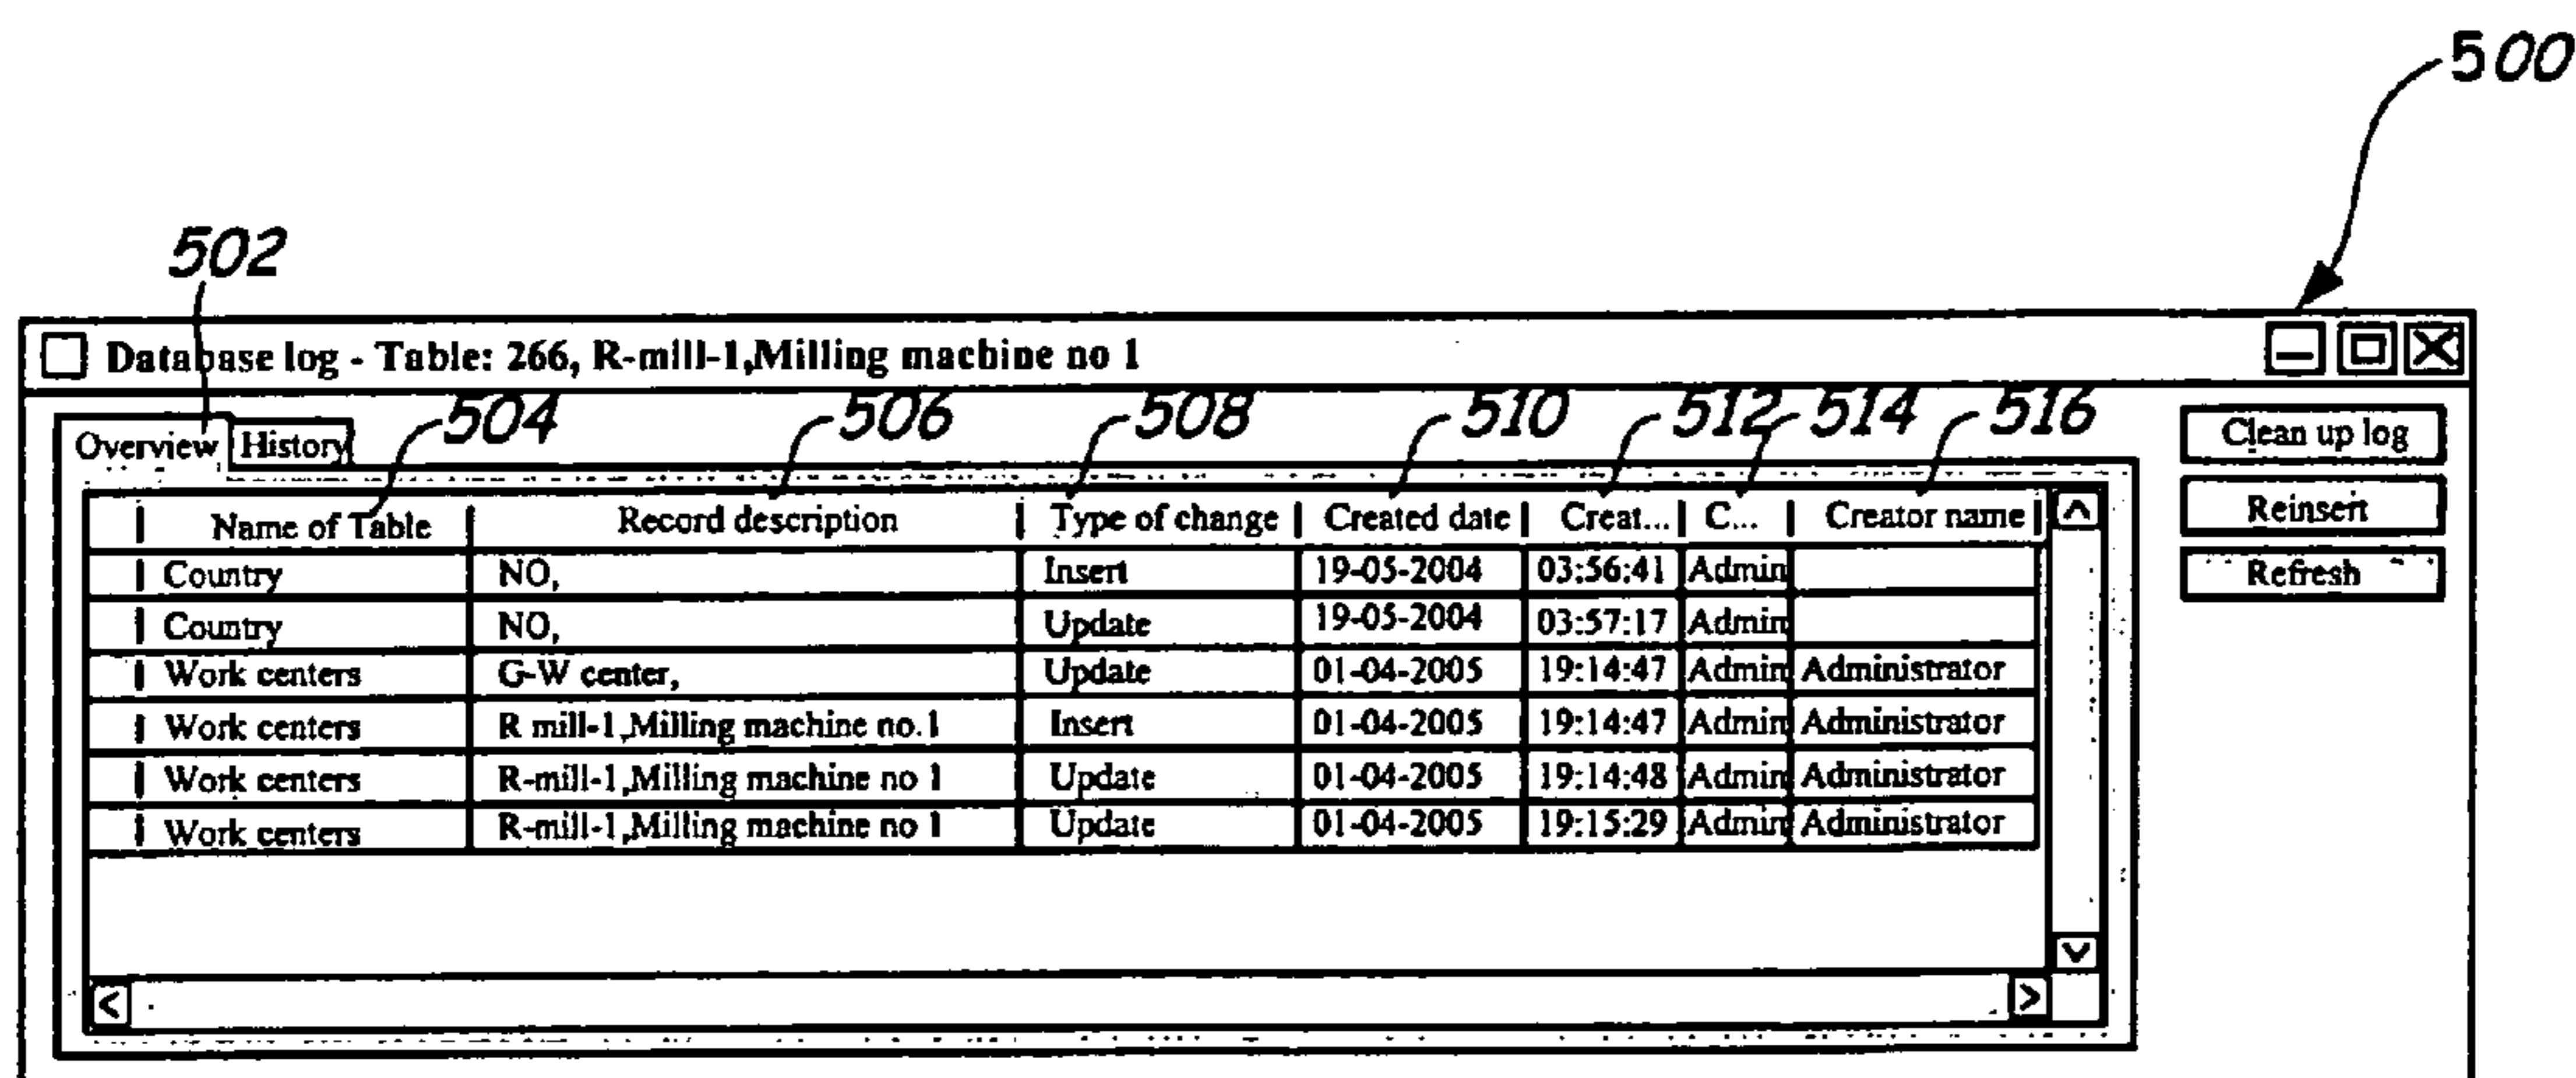 500
502
Database log - Table: 266, R-mill-1,Milling machine no 1
504 506 508 510 512 514 516
Overview History
Clean up log
Name of Table Record description Type of change Created date Creat... C... Creator name
Reinsert
Country NO, Insert 19-05-2004 03:56:41 Admin
Refresh
Country NO, Update 19-05-2004 03:57:17 Admin
Work centers G-W center, Update 01-04-2005 19:14:47 Admin Administrator
Work centers R mill-1,Milling machine no.1 Insert 01-04-2005 19:14:47 Admin Administrator
Work centers R-mill-1,Milling machine no 1 Update 01-04-2005 19:14:48 Admin Administrator
Work centers R-mill-1,Milling machine no 1 Update 01-04-2005 19:15:29 Admin Administrator